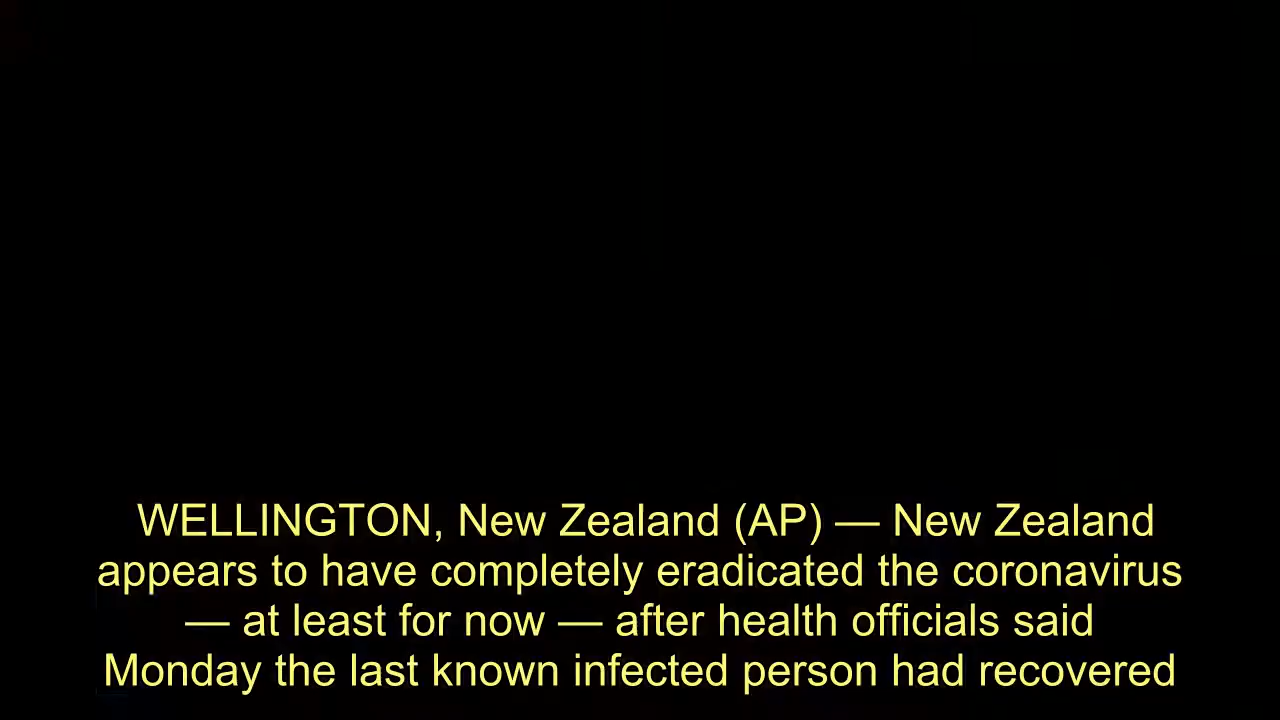 WELLINGTON, New Zealand (AP) — New Zealand
appears to have completely eradicated the coronavirus
— at least for now — after health officials said
Monday the last known infected person had recovered